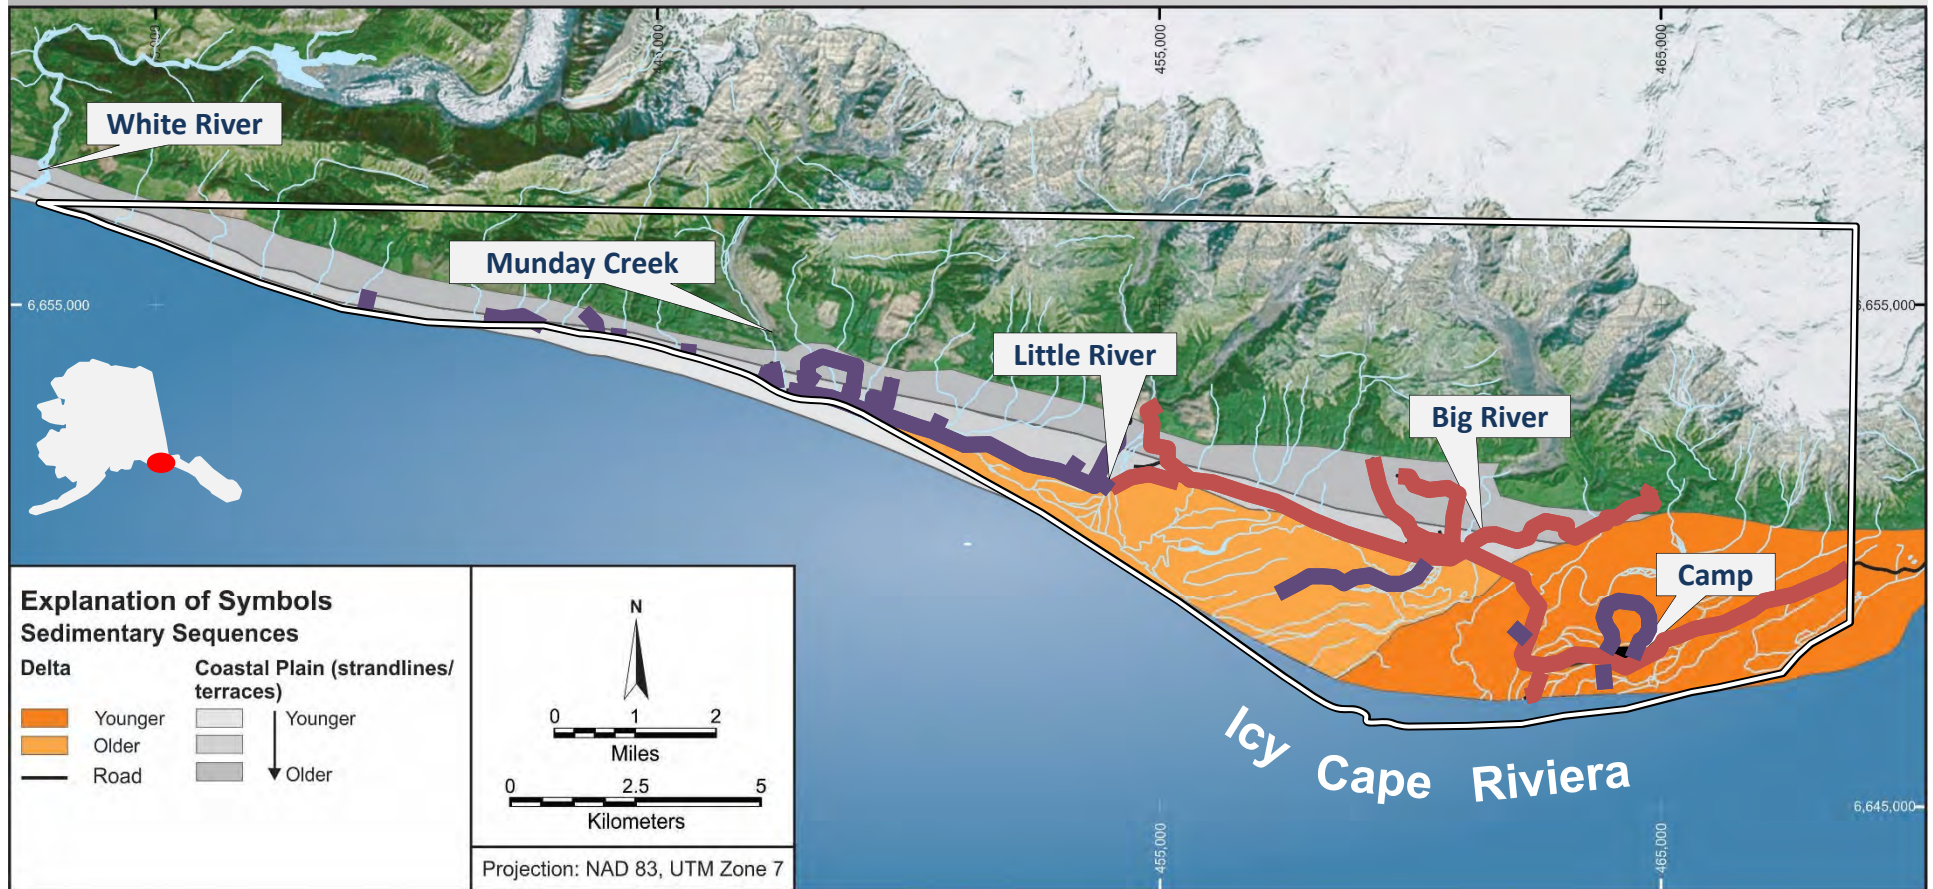 455,000
465,000
White River
Munday Creek
6,655,000
6,655,000
Little River
Big River
Camp
Explanation of Symbols
Sedimentary Sequences
Delta
Coastal Plain (strandlines/
terraces)
Younger
Older
Road
Younger
Older
N
0 1 2
Miles
0 2.5 5
Kilometers
Projection: NAD 83, UTM Zone 7
Icy Cape Riviera
6,645,000
455,000
465,000